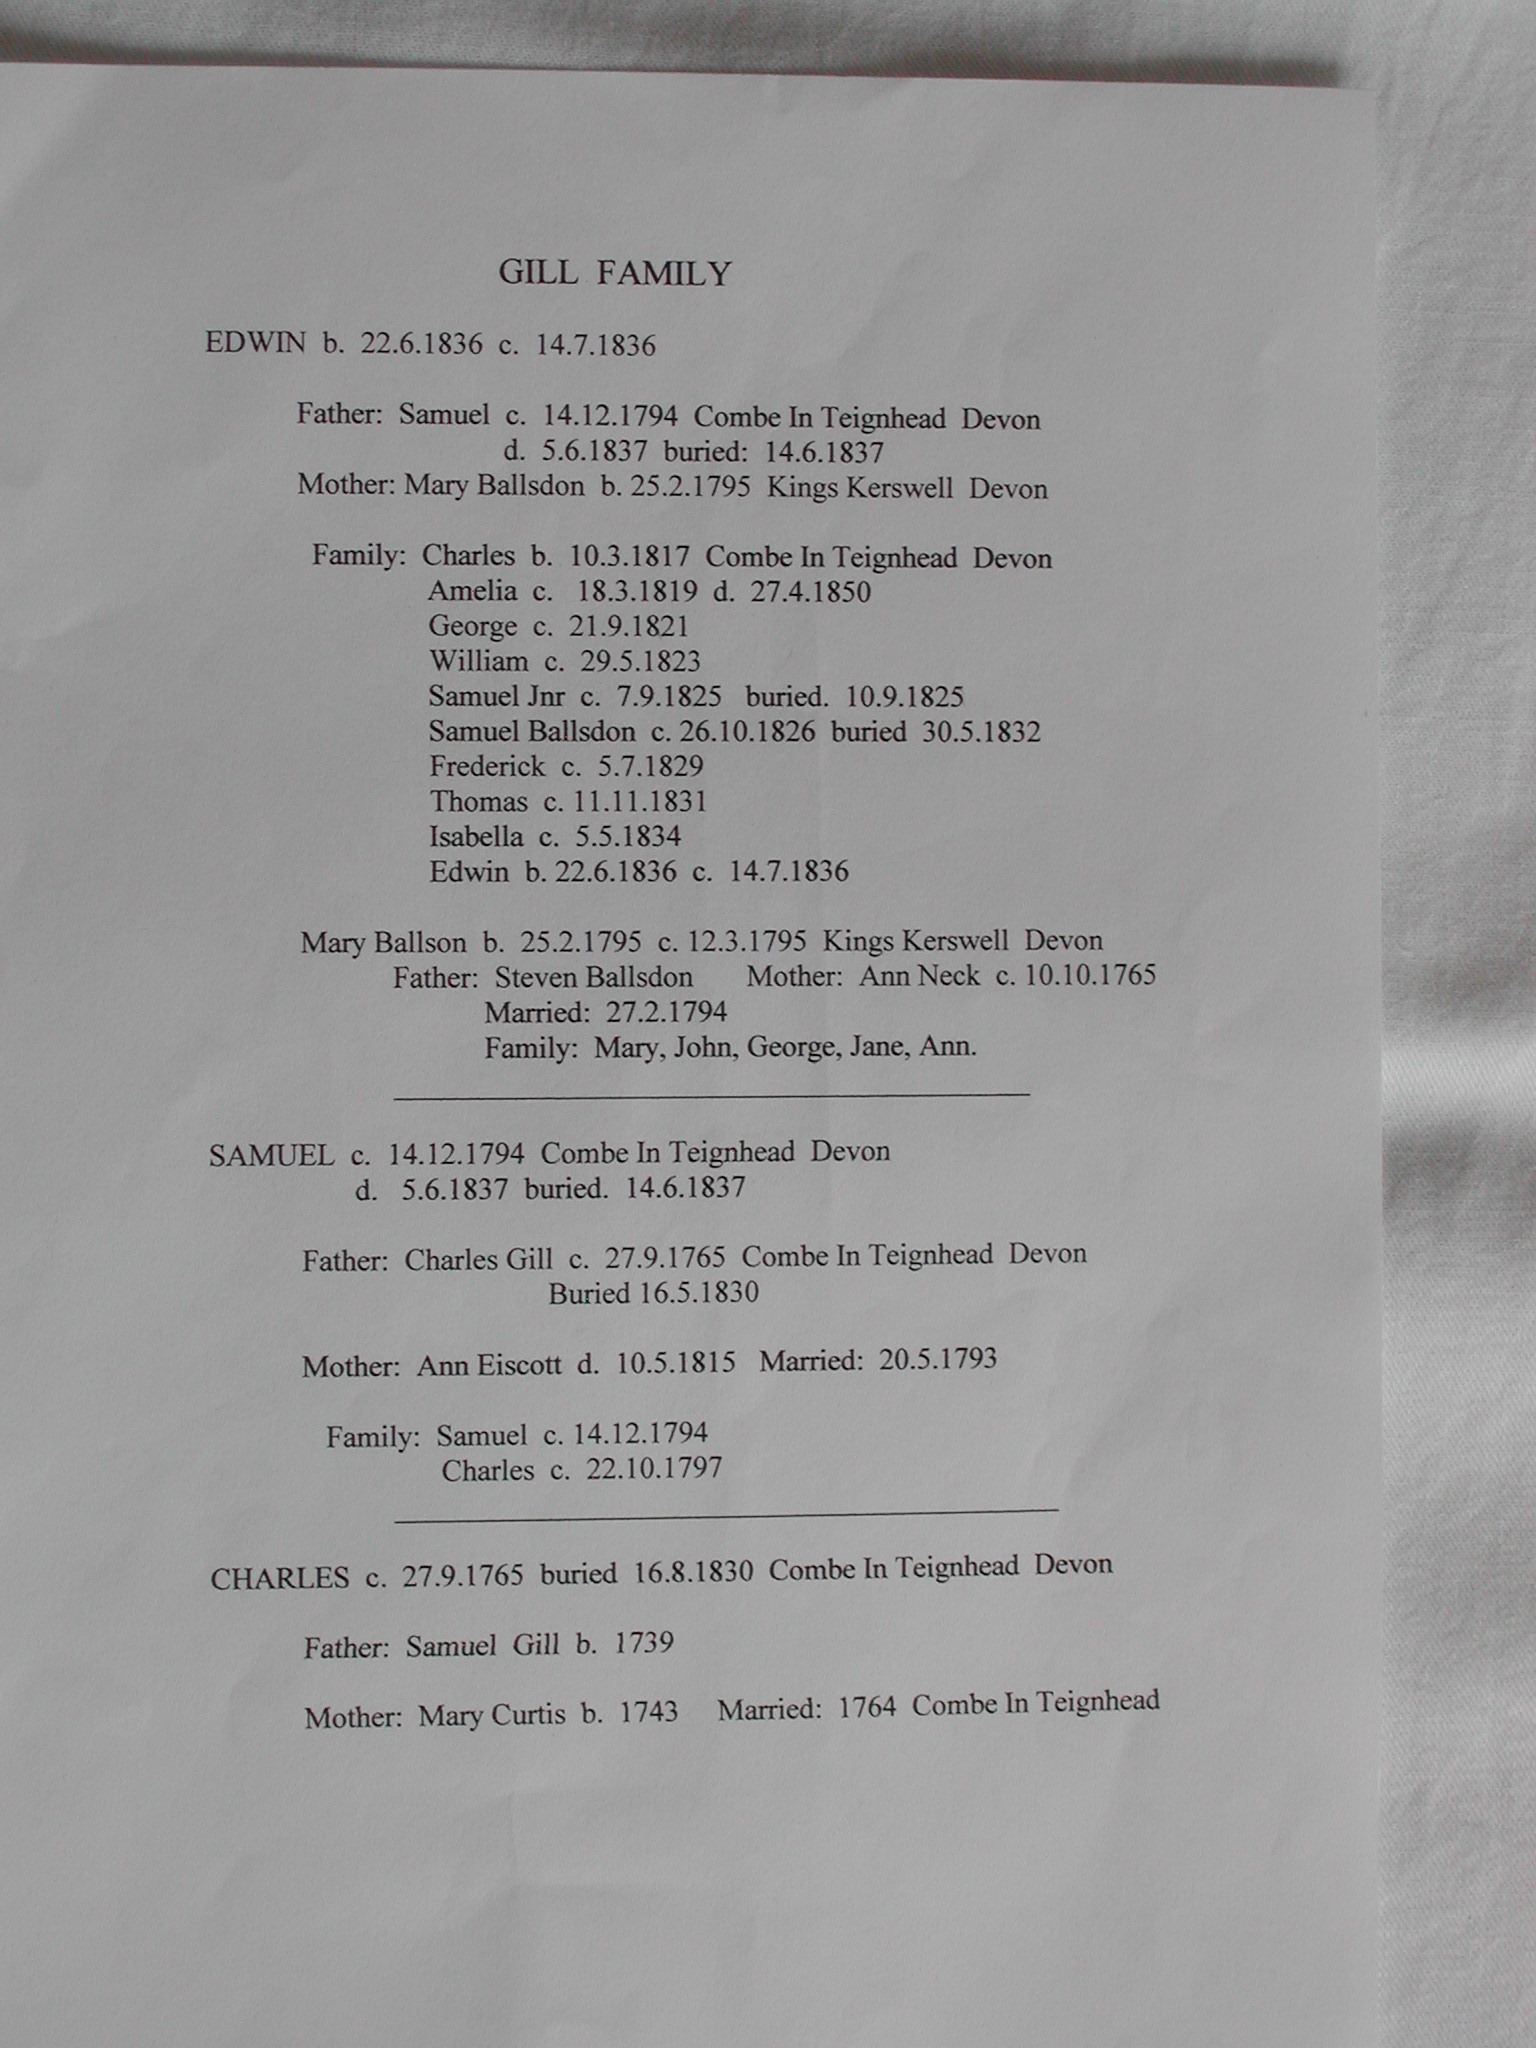 GILL FAMILY
EDWIN b. 22.6.1836 c. 14.7.1836
Father: Samuel c. 14.12.1794 Combe In Teignhead Devon
d. 5.6.1837 buried: 14.6.1837
Mother: Mary Ballsdon b. 25.2.1795 Kings Kerswell Devon
Family: Charles b. 10.3.1817 Combe In Teignhead Devon
Amelia c. 18.3.1819 d. 27.4.1850
George c. 21.9.1821
William c. 29.5.1823
Samuel Jnr c. 7.9.1825 buried. 10.9.1825
Samuel Ballsdon c. 26.10.1826 buried 30.5.1832
Frederick c. 5.7.1829
Thomas c. 11.11.1831
Isabella c. 5.5.1834
Edwin b. 22.6.1836 c. 14.7.1836
Mary Ballson b. 25.2.1795 c. 12.3.1795 Kings Kerswell Devon
Father: Steven Ballsdon Mother: Ann Neck c. 10.10.1765
Married: 27.2.1794
Family: Mary, John, George, Jane, Ann.
SAMUEL c. 14.12.1794 Combe In Teignhead Devon
d. 5.6.1837 buried. 14.6.1837
Father: Charles Gill c. 27.9.1765 Combe In Teignhead Devon
Buried 16.5.1830
Mother: Ann Eiscott d. 10.5.1815 Married: 20.5.1793
Family: Samuel c. 14.12.1794
Charles c. 22.10.1797
CHARLES c. 27.9.1765 buried 16.8.1830 Combe In Teignhead Devon
Father: Samuel Gill b. 1739
Mother: Mary Curtis b. 1743 Married: 1764 Combe In Teignhead